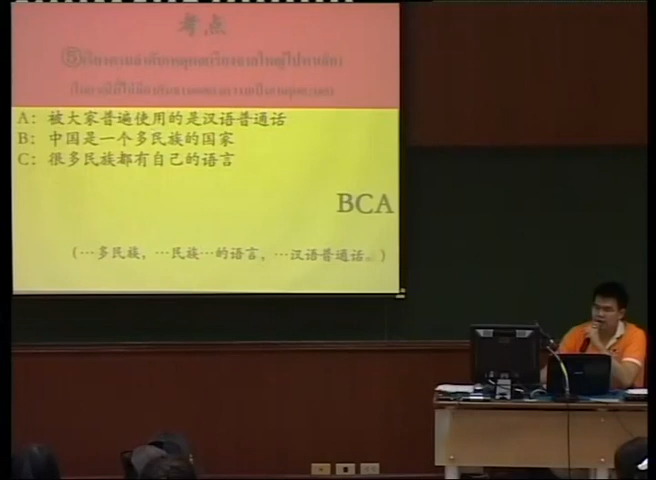 考点
A: 被大家普遍使用的是汉语普通话
B: 中国是一个多民族的国家
C: 很多民族都有自己的语言
BCA
(…多民族，…民族…的语言，…汉语普通话。)